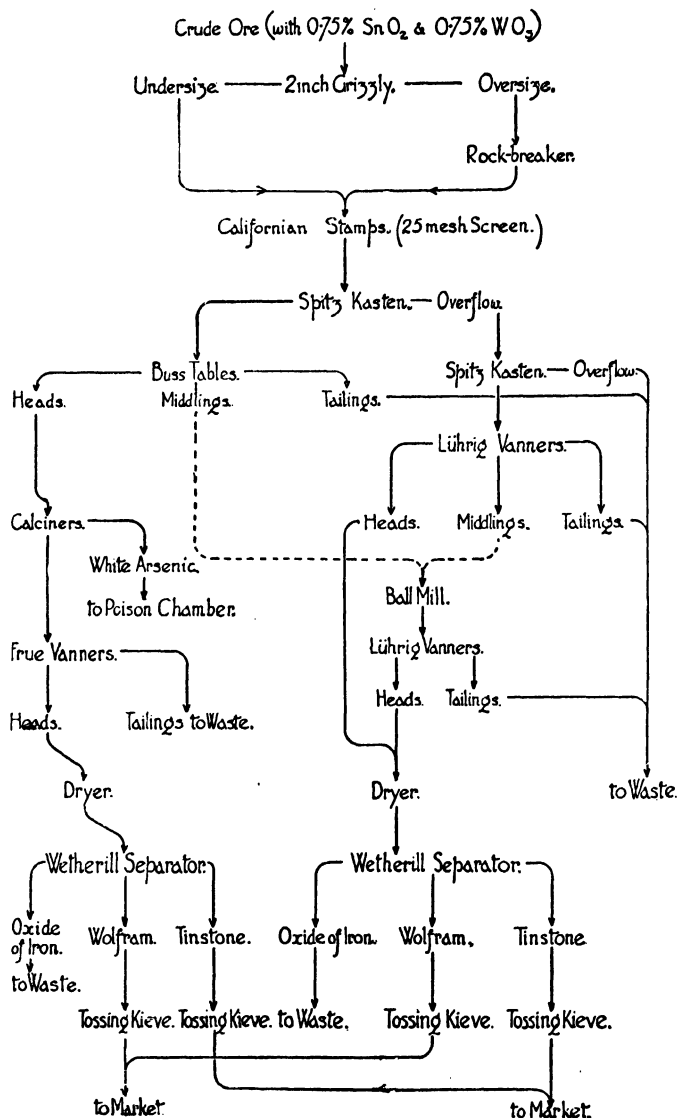 Crude Ore (with 0.75% SnO2 & 0.75% WO3)
Undersize. 2 inch Grizzly. Oversize.
Rock-breaker.
Californian Stamps. (25 mesh Screen.)
Spitz Kasten. Overflow
Buss Tables. Spitz Kasten. Overflow.
Heads. Middlings. Tailings.
Lührig Vanners.
Calciners. Heads. Middlings. Tailings.
White Arsenic.
to Poison Chamber. Ball Mill.
Frue Vanners. Lührig Vanners.
Heads. Tailings to Waste. Heads. Tailings.
Dryer. Dryer. to Waste.
Wetherill Separator. Wetherill Separator.
Oxide
of Iron. Wolfram. Tinstone. Oxide of Iron. Wolfram. Tinstone
to Waste.
Tossing Kieve. Tossing Kieve. to Waste. Tossing Kieve. Tossing Kieve.
to Market. to Market.